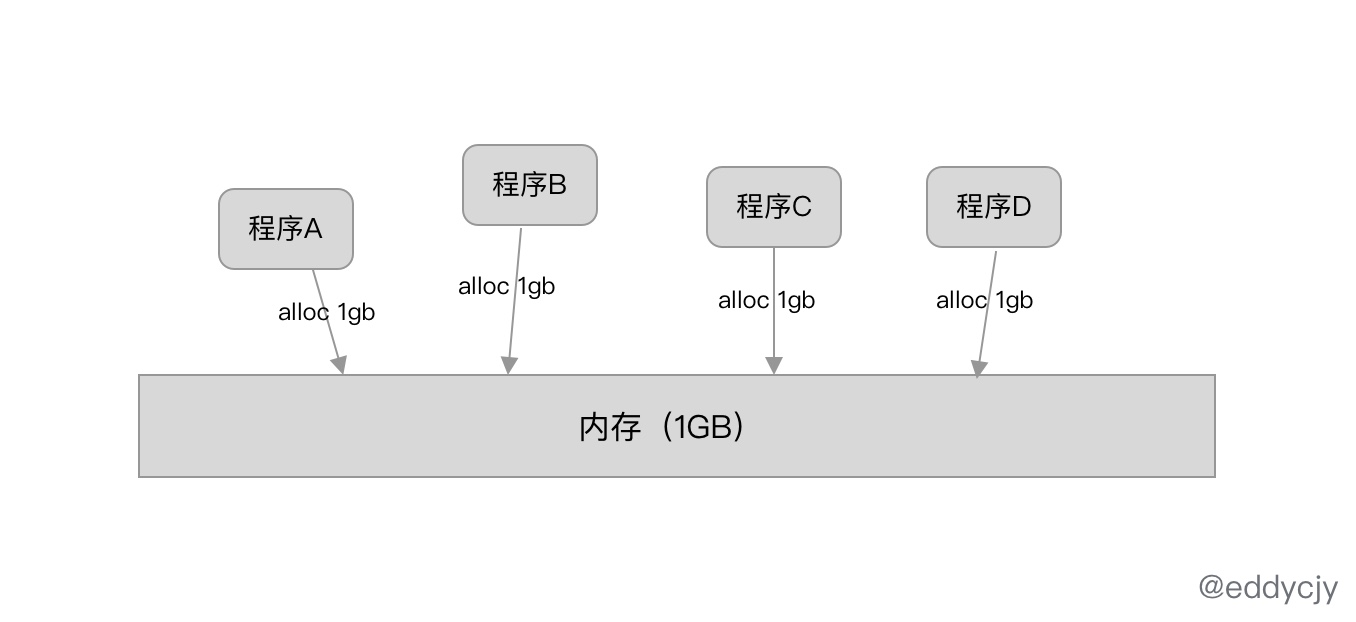 程序A
程序B
程序C
程序D
alloc 1gb
alloc 1gb
alloc 1gb
alloc 1gb
内存（1GB）
@eddycjy